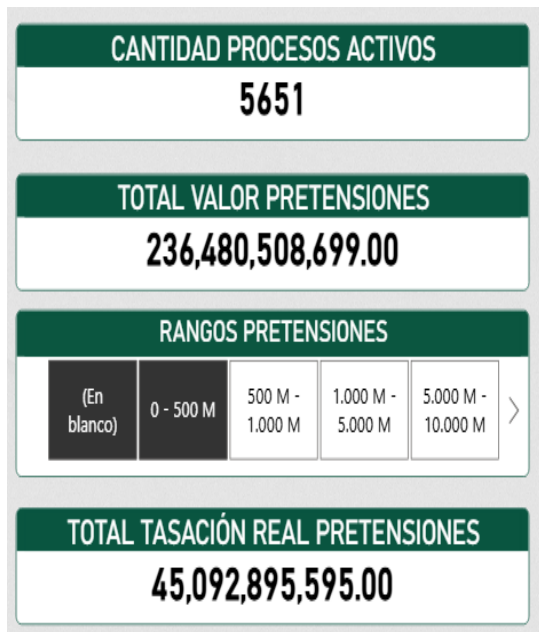 CANTIDAD PROCESOS ACTIVOS
5651
TOTAL VALOR PRETENSIONES
236,480,508,699.00
RANGOS PRETENSIONES
(En
blanco)
0 - 500 M
500 M -
1.000 M
1.000 M -
5.000 M
5.000 M -
10.000 M
TOTAL TASACIÓN REAL PRETENSIONES
45,092,895,595.00